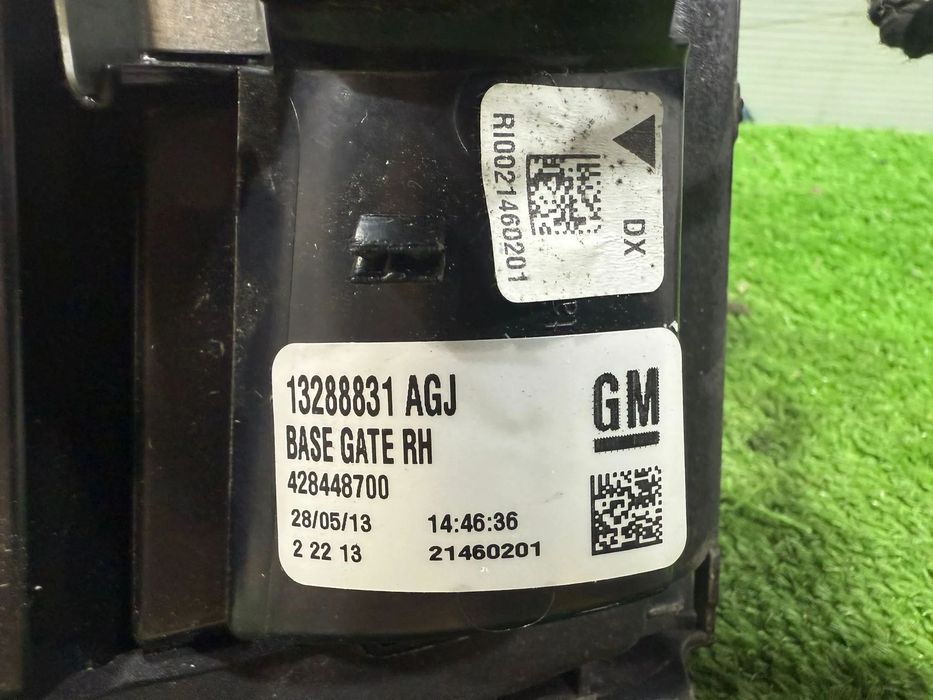 RI0021460201
DX
13288831 AGJ
GM
BASE GATE RH
428448700
28/05/13 14:46:36
2 22 13 21460201